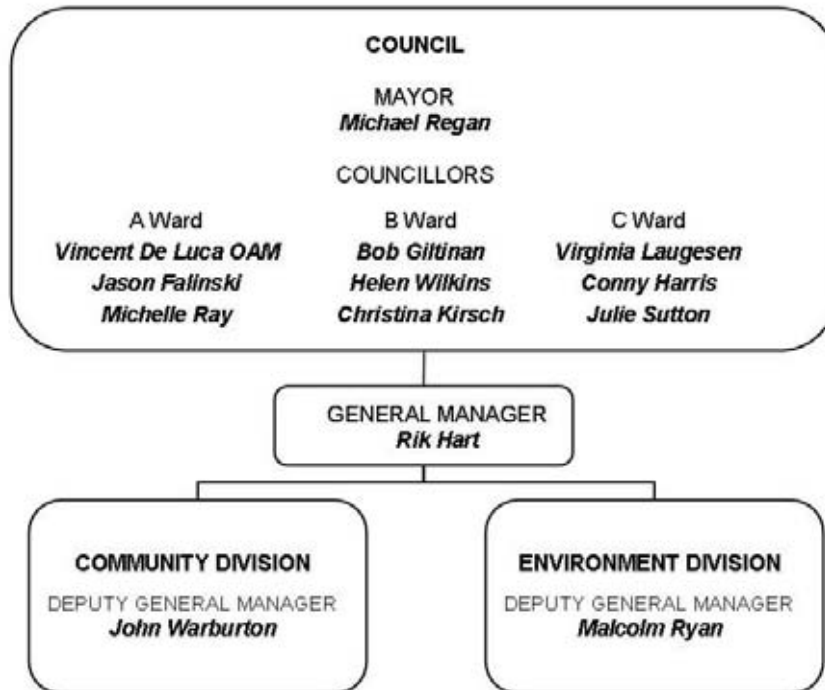 COUNCIL
MAYOR
Michael Regan
COUNCILLORS
A Ward
Vincent De Luca OAM
Jason Falinski
Michelle Ray
B Ward
Bob Giltinan
Helen Wilkins
Christina Kirsch
C Ward
Virginia Laugesen
Conny Harris
Julie Sutton
GENERAL MANAGER
Rik Hart
COMMUNITY DIVISION
DEPUTY GENERAL MANAGER
John Warburton
ENVIRONMENT DIVISION
DEPUTY GENERAL MANAGER
Malcolm Ryan